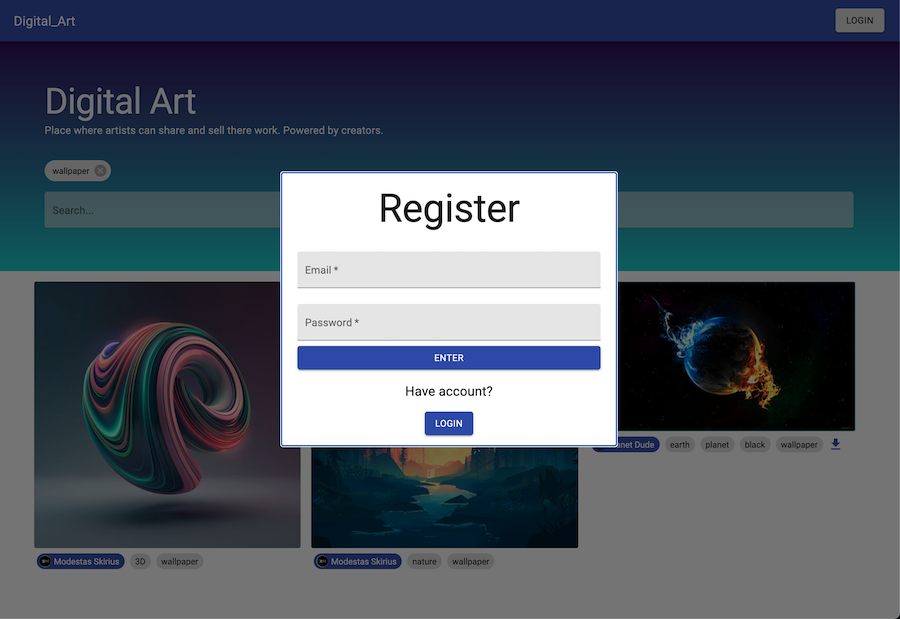 Digital_Art
LOGIN
Digital Art
Place where artists can share and sell there work. Powered by creators.
wallpaper
Search...
Register
Email *
Password *
ENTER
Have account?
LOGIN
Modestas Skirius 3D wallpaper
Modestas Skirius nature wallpaper
Dude earth planet black wallpaper